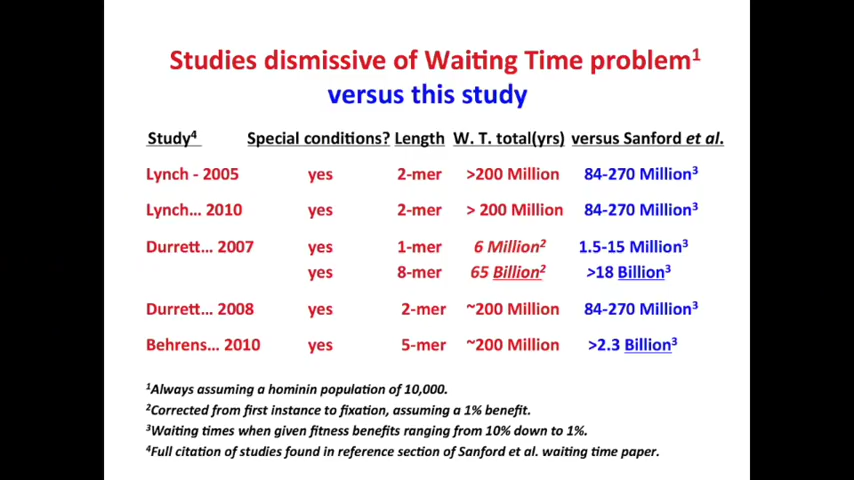 Studies dismissive of Waiting Time problem¹
versus this study
Study⁴ Special conditions? Length W. T. total(yrs) versus Sanford et al.
Lynch - 2005 yes 2-mer >200 Million 84-270 Million³
Lynch... 2010 yes 2-mer > 200 Million 84-270 Million³
Durrett... 2007 yes 1-mer 6 Million² 1.5-15 Million³
yes 8-mer 65 Billion² >18 Billion³
Durrett... 2008 yes 2-mer ~200 Million 84-270 Million³
Behrens... 2010 yes 5-mer ~200 Million >2.3 Billion³
¹Always assuming a hominin population of 10,000.
²Corrected from first instance to fixation, assuming a 1% benefit.
³Waiting times when given fitness benefits ranging from 10% down to 1%.
⁴Full citation of studies found in reference section of Sanford et al. waiting time paper.